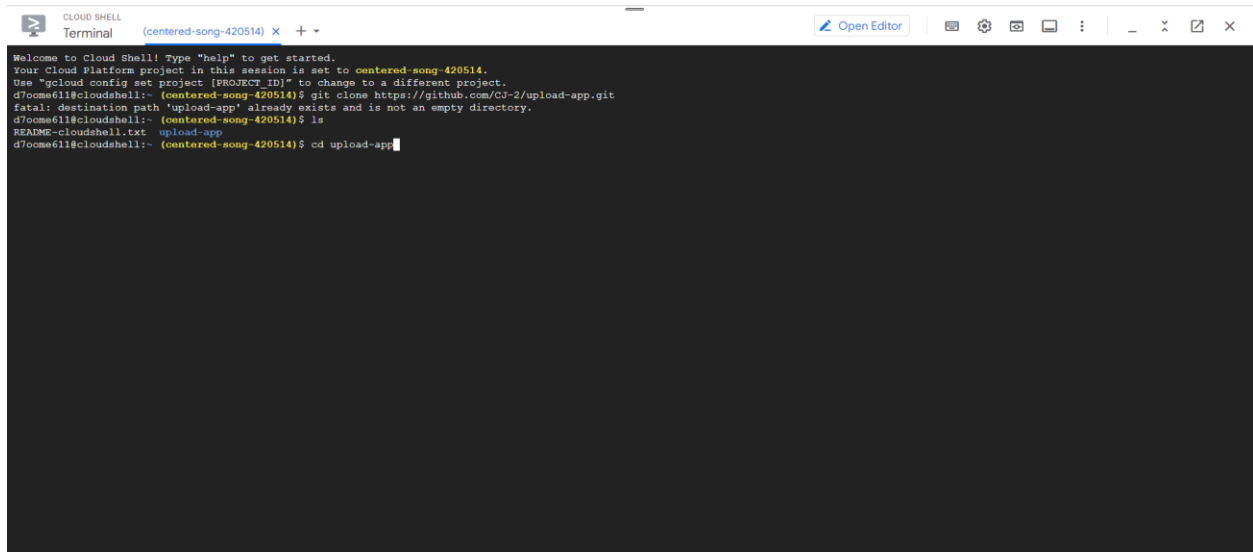 CLOUD SHELL
Terminal
(centered-song-420514)
Open Editor
Welcome to Cloud Shell! Type "help" to get started.
Your Cloud Platform project in this session is set to centered-song-420514.
Use "gcloud config set project [PROJECT_ID]" to change to a different project.
d7oome611@cloudshell:~ (centered-song-420514)$ git clone https://github.com/CJ-2/upload-app.git
fatal: destination path 'upload-app' already exists and is not an empty directory.
d7oome611@cloudshell:~ (centered-song-420514)$ ls
README-cloudshell.txt upload-app
d7oome611@cloudshell:~ (centered-song-420514)$ cd upload-app